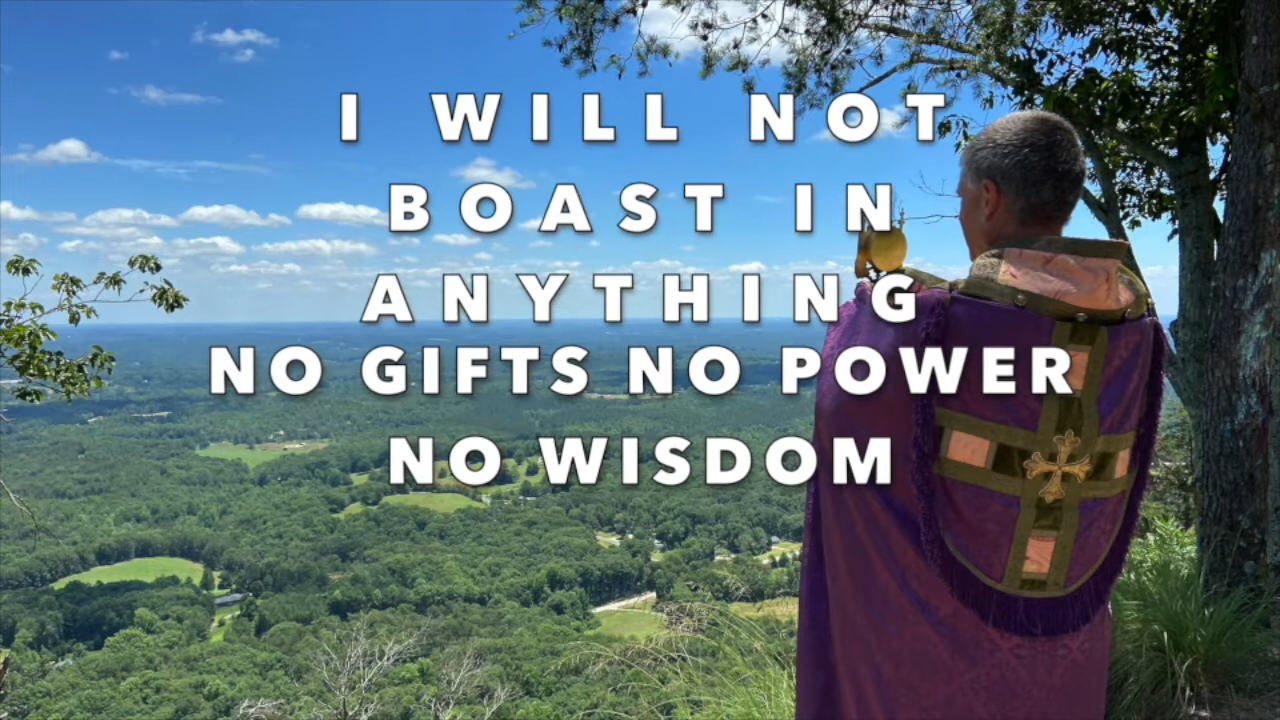 I WILL NOT
BOAST IN
ANYTHING
NO GIFTS NO POWER
NO WISDOM